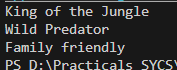 King of the Jungle
Wild Predator
Family friendly
PS D:\Practicals SYCS\